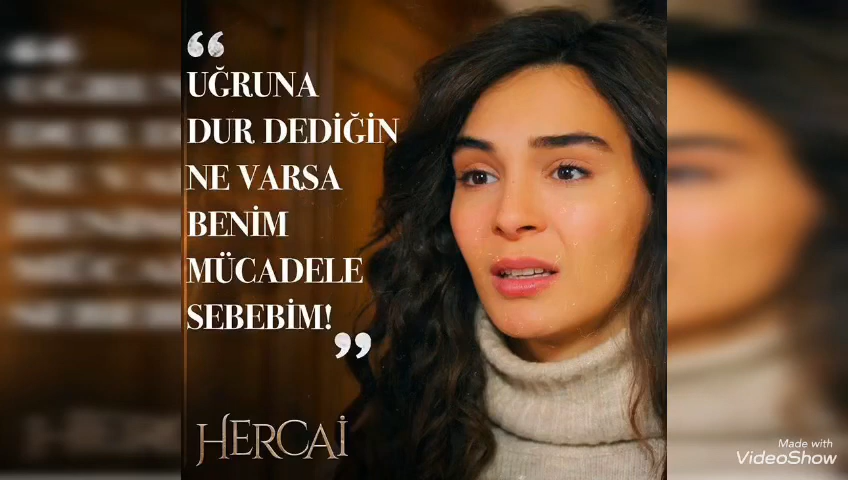 “
UĞRUNA
DUR DEDİĞİN
NE VARSA
BENİM
MÜCADELE
SEBEBİM!
”
HERCAİ
Made with
VideoShow